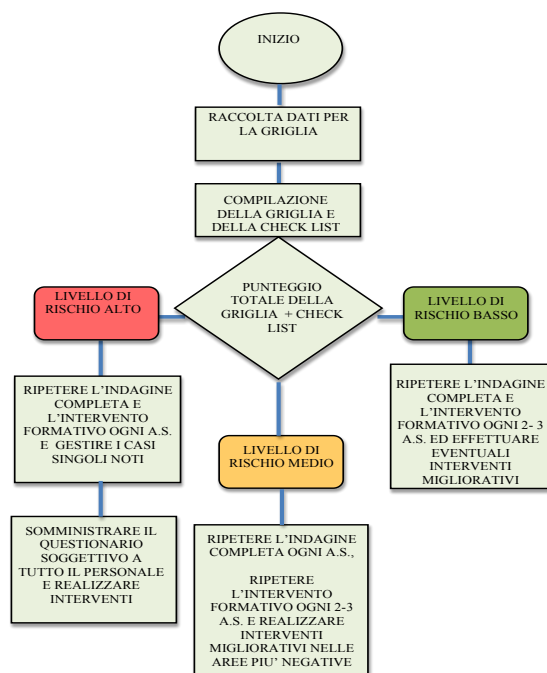 INIZIO
RACCOLTA DATI PER
LA GRIGLIA
COMPILAZIONE
DELLA GRIGLIA E
DELLA CHECK LIST
PUNTEGGIO
TOTALE DELLA
GRIGLIA + CHECK
LIST
LIVELLO DI
RISCHIO ALTO
RIPETERE L’INDAGINE
COMPLETA E
L’INTERVENTO
FORMATIVO OGNI A.S.
E GESTIRE I CASI
SINGOLI NOTI
SOMMINISTRARE IL
QUESTIONARIO
SOGGETTIVO A
TUTTO IL PERSONALE
E REALIZZARE
INTERVENTI
LIVELLO DI
RISCHIO MEDIO
RIPETERE L’INDAGINE
COMPLETA OGNI A.S.,
RIPETERE
L’INTERVENTO
FORMATIVO OGNI 2-3
A.S. E REALIZZARE
INTERVENTI
MIGLIORATIVI NELLE
AREE PIU’ NEGATIVE
LIVELLO DI
RISCHIO BASSO
RIPETERE L’INDAGINE
COMPLETA E
L’INTERVENTO
FORMATIVO OGNI 2- 3
A.S. ED EFFETTUARE
EVENTUALI
INTERVENTI
MIGLIORATIVI